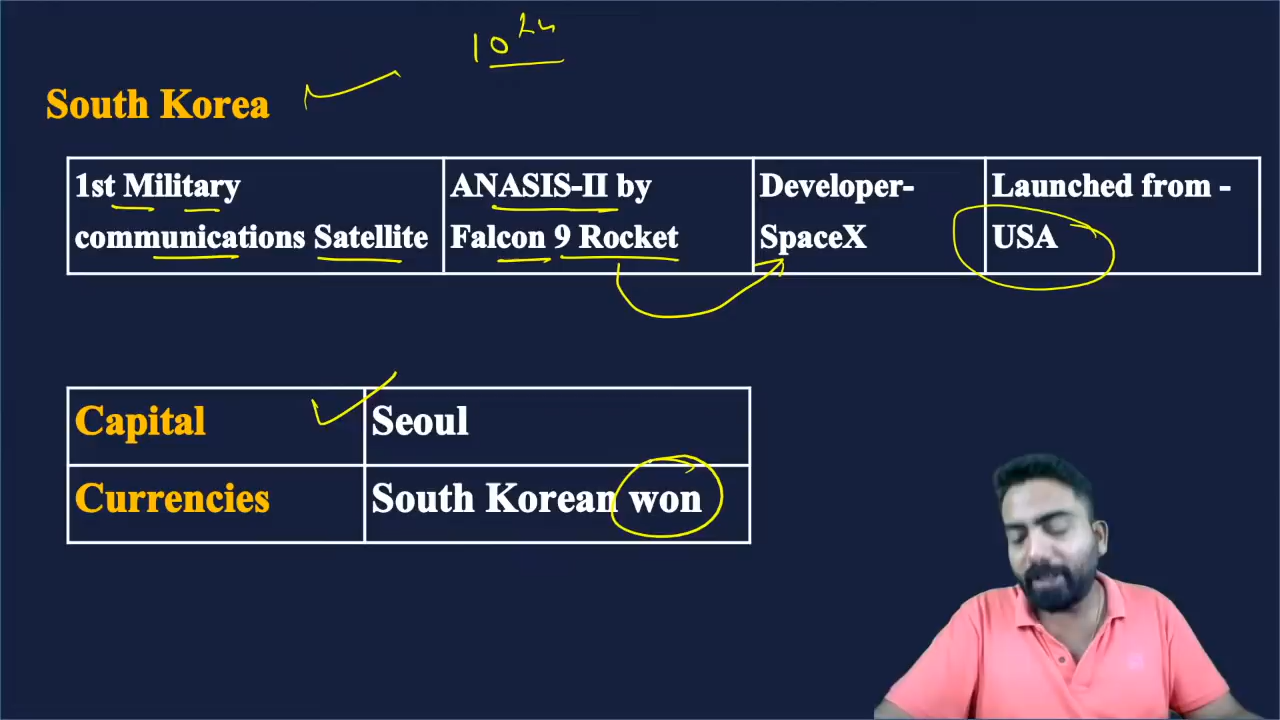 10²⁴
South Korea
1st Military
communications Satellite
ANASIS-II by
Falcon 9 Rocket
Developer-
SpaceX
Launched from -
USA
Capital
Seoul
Currencies
South Korean won